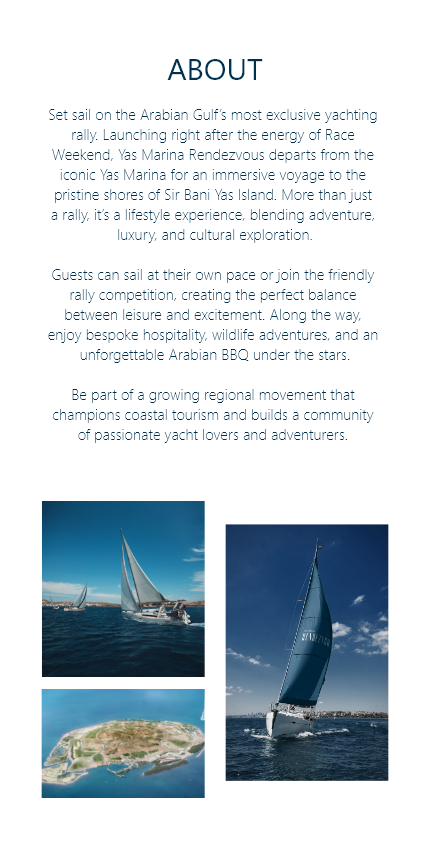 ABOUT
Set sail on the Arabian Gulf's most exclusive yachting
rally. Launching right after the energy of Race
Weekend, Yas Marina Rendezvous departs from the
iconic Yas Marina for an immersive voyage to the
pristine shores of Sir Bani Yas Island. More than just
a rally, it's a lifestyle experience, blending adventure,
luxury, and cultural exploration.
Guests can sail at their own pace or join the friendly
rally competition, creating the perfect balance
between leisure and excitement. Along the way,
enjoy bespoke hospitality, wildlife adventures, and an
unforgettable Arabian BBQ under the stars.
Be part of a growing regional movement that
champions coastal tourism and builds a community
of passionate yacht lovers and adventurers.